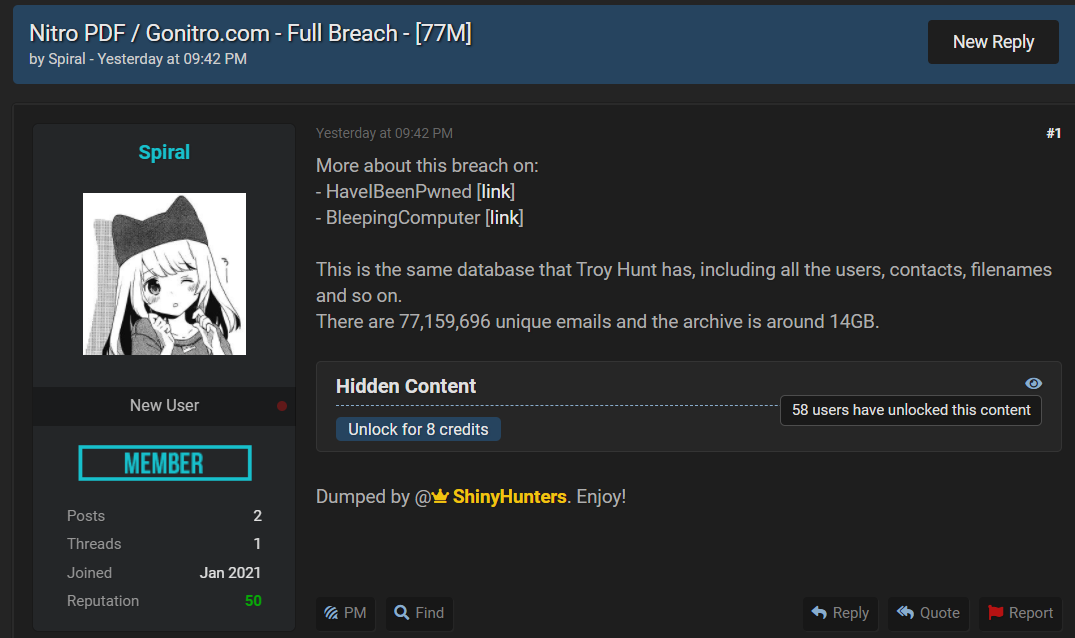 Nitro PDF / Gonitro.com - Full Breach - [77M]
by Spiral - Yesterday at 09:42 PM
New Reply
Spiral
New User
MEMBER
Posts 2
Threads 1
Joined Jan 2021
Reputation 50
Yesterday at 09:42 PM
#1
More about this breach on:
- HaveIBeenPwned [link]
- BleepingComputer [link]
This is the same database that Troy Hunt has, including all the users, contacts, filenames
and so on.
There are 77,159,696 unique emails and the archive is around 14GB.
Hidden Content
58 users have unlocked this content
Unlock for 8 credits
Dumped by @ShinyHunters. Enjoy!
PM
Find
Reply
Quote
Report